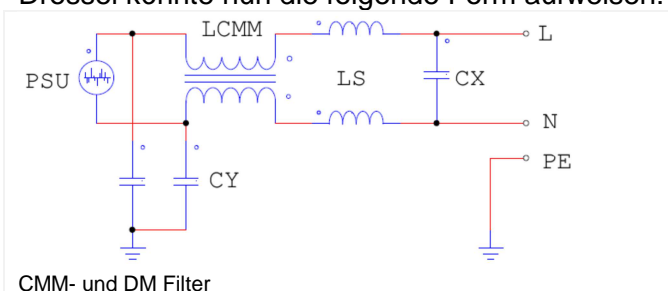 Drossel könnte nun die folgende Form aufweisen:
LCMM
L
PSU
LS
CX
N
PE
CY
CMM- und DM Filter